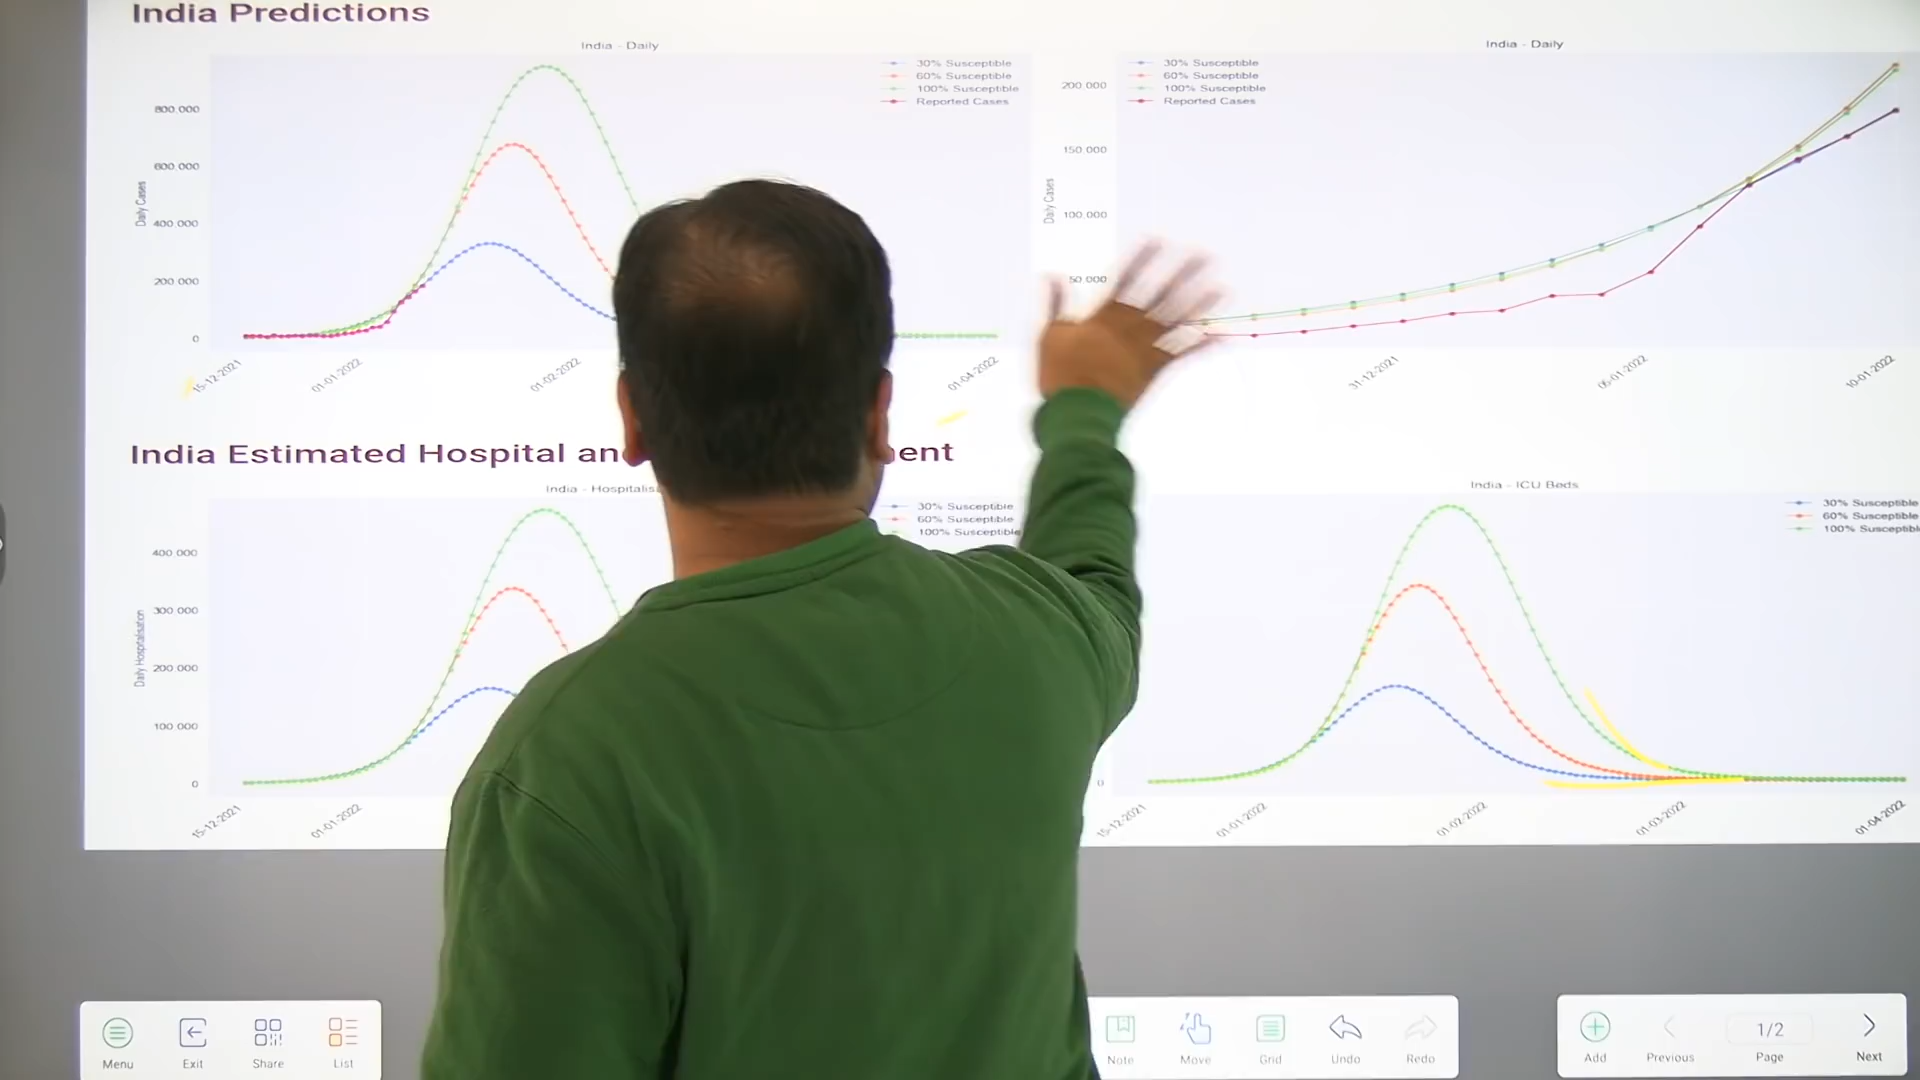 India Predictions
India - Daily
30% Susceptible
60% Susceptible
100% Susceptible
Reported Cases
800 000
600 000
400 000
200 000
0
Daily Cases
15-12-2021
01-01-2022
01-02-2022
01-04-2022
India - Daily
30% Susceptible
60% Susceptible
100% Susceptible
Reported Cases
200 000
150 000
100 000
50 000
Daily Cases
31-12-2021
05-01-2022
10-01-2022
India Estimated Hospital an ent
India - Hospitalis
30% Susceptible
60% Susceptible
100% Susceptible
400 000
300 000
200 000
100 000
0
Daily Hospitalisation
15-12-2021
01-01-2022
India - ICU Beds
30% Susceptible
60% Susceptible
100% Susceptible
0
15-12-2021
01-01-2022
01-02-2022
01-03-2022
01-04-2022
Menu
Exit
Share
List
Note
Move
Grid
Undo
Redo
Add
Previous
1/2
Page
Next